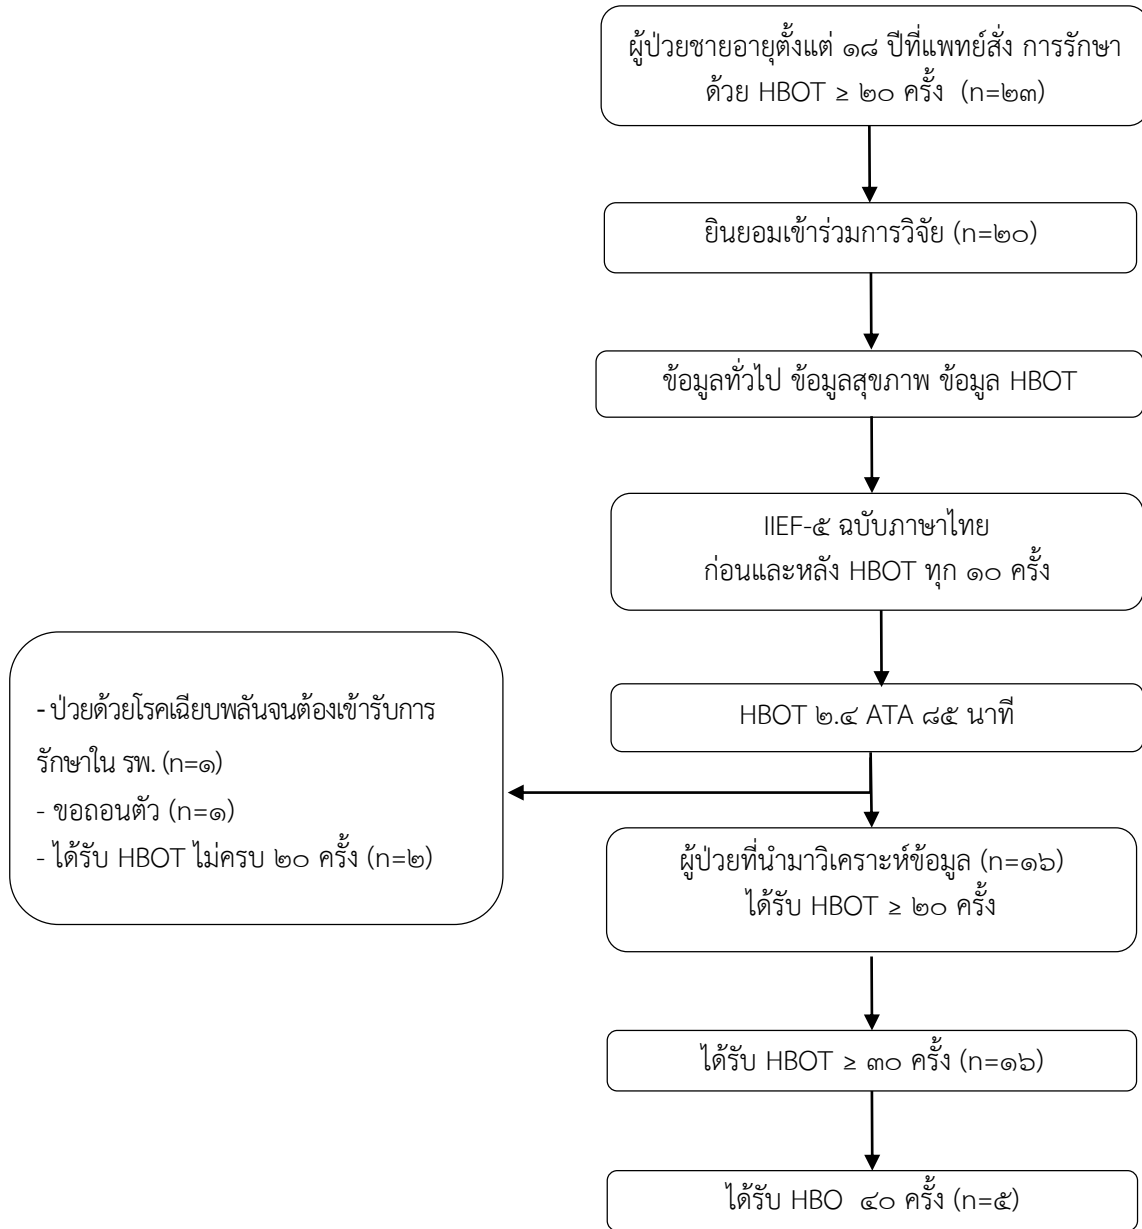 ผู้ป่วยชายอายุตั้งแต่ ๑๘ ปีที่แพทย์สั่ง การรักษา
ด้วย HBOT ≥ ๒๐ ครั้ง (n=๒๓)
ยินยอมเข้าร่วมการวิจัย (n=๒๐)
ข้อมูลทั่วไป ข้อมูลสุขภาพ ข้อมูล HBOT
IIEF-๕ ฉบับภาษาไทย
ก่อนและหลัง HBOT ทุก ๑๐ ครั้ง
HBOT ๒.๔ ATA ๘๕ นาที
- ป่วยด้วยโรคเฉียบพลันจนต้องเข้ารับการ
รักษาใน รพ. (n=๑)
- ขอถอนตัว (n=๑)
- ได้รับ HBOT ไม่ครบ ๒๐ ครั้ง (n=๒)
ผู้ป่วยที่นำมาวิเคราะห์ข้อมูล (n=๑๖)
ได้รับ HBOT ≥ ๒๐ ครั้ง
ได้รับ HBOT ≥ ๓๐ ครั้ง (n=๑๖)
ได้รับ HBO ๔๐ ครั้ง (n=๕)